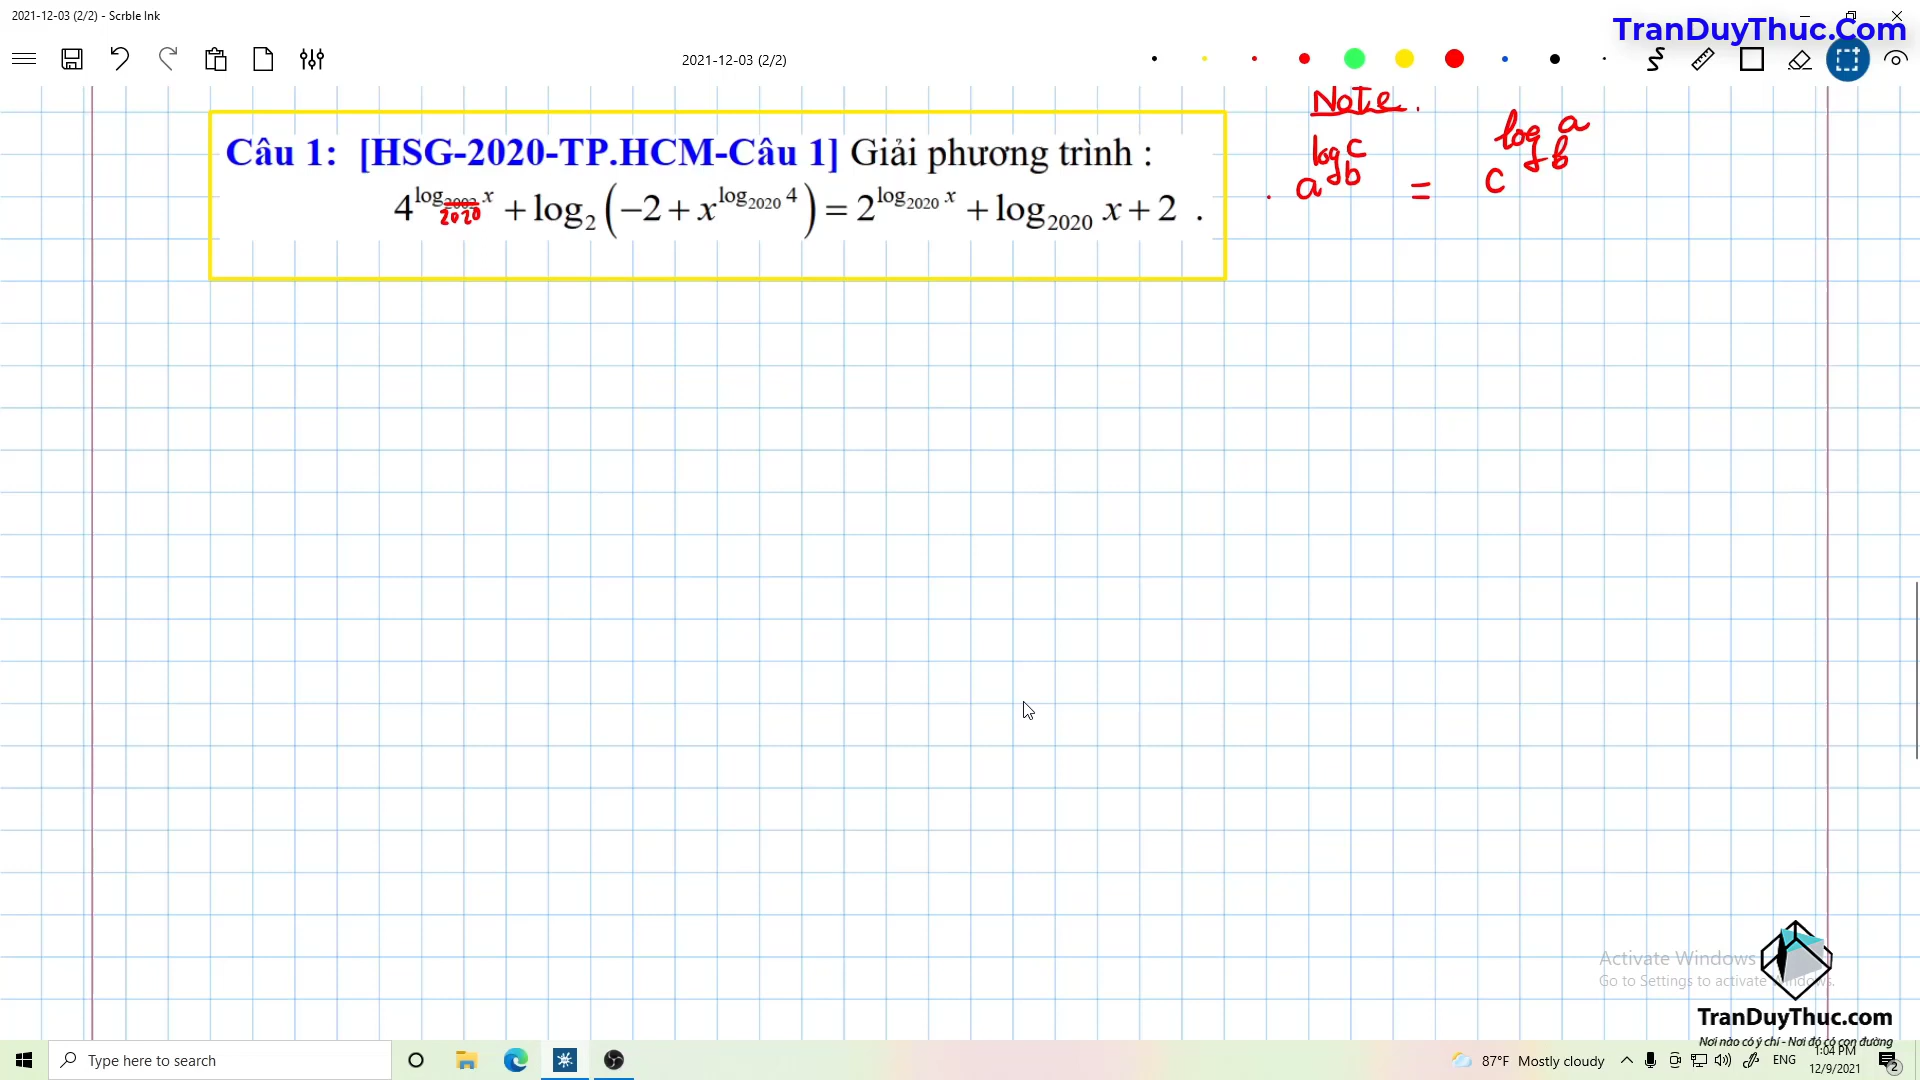 2021-12-03 (2/2) - Scrble Ink
TranDuyThuc.Com
2021-12-03 (2/2)
Note.
Câu 1: [HSG-2020-TP.HCM-Câu 1] Giải phương trình :
4^{log_{2020} x} + log_2 (−2 + x^{log_{2020} 4}) = 2^{log_{2020} x} + log_{2020} x + 2 .
a^{log_b c} = c^{log_b a}
Activate Windows
Go to Settings to activate Windows.
TranDuyThuc.com
Nơi nào có ý chí - Nơi đó có con đường
Type here to search
87°F Mostly cloudy
ENG
1:04 PM
12/9/2021
2